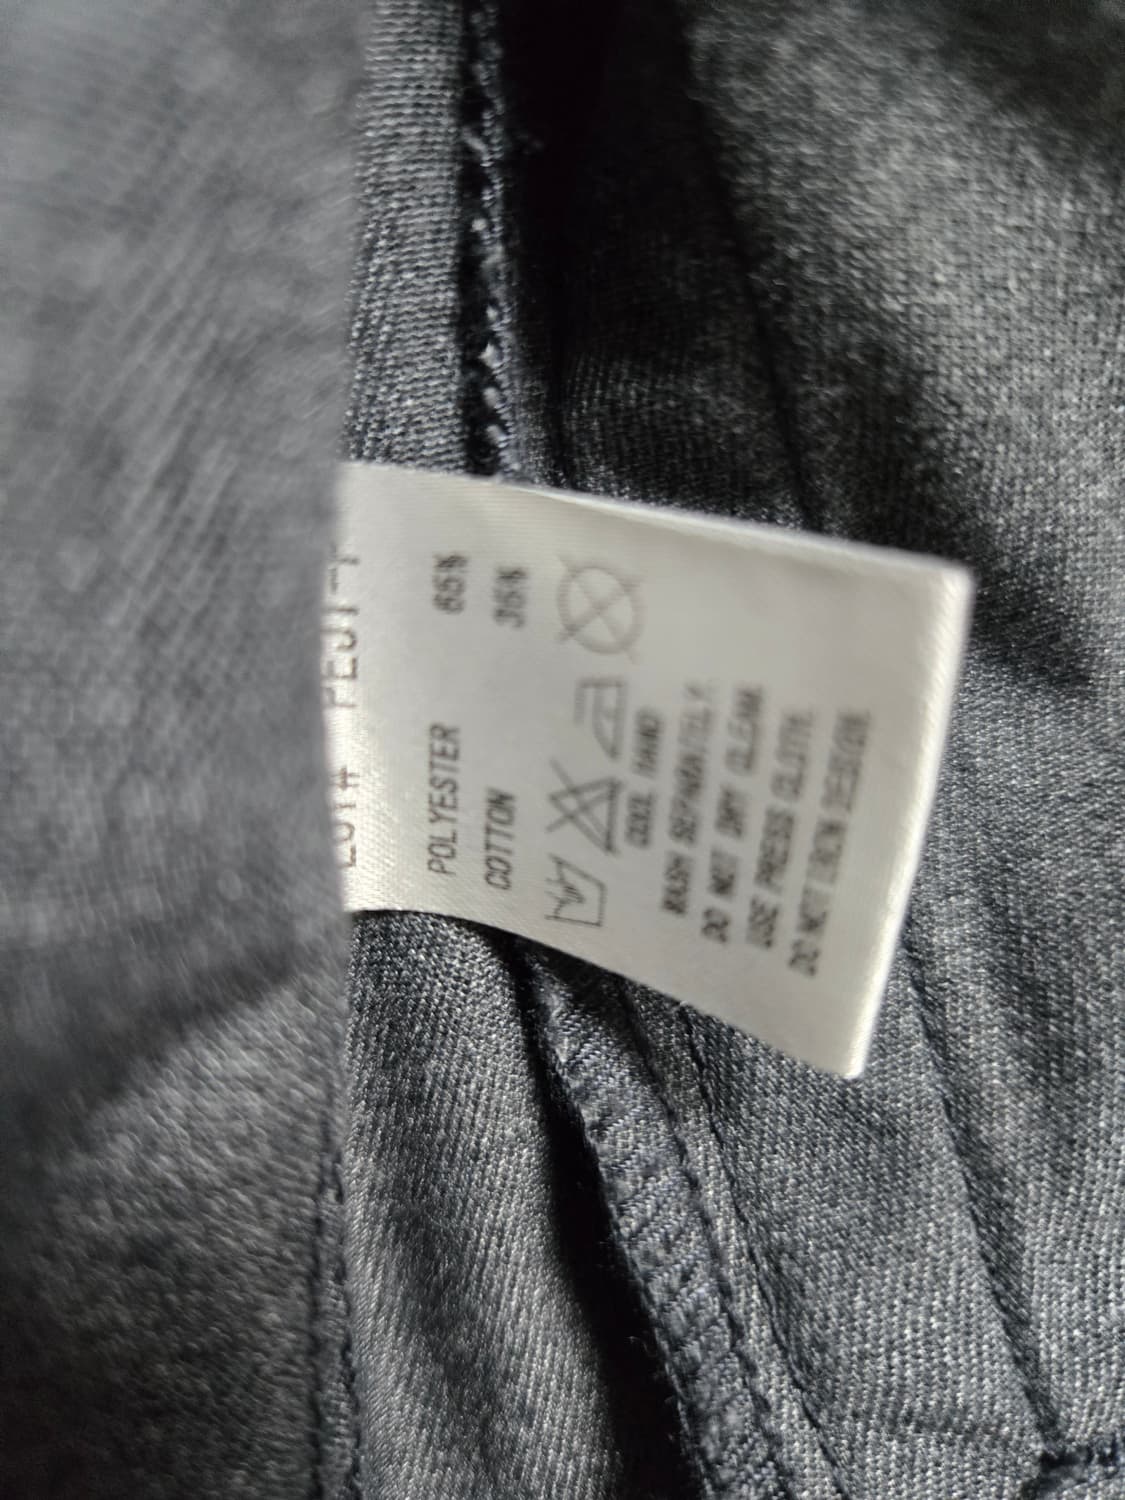 POLYESTER 65%
COTTON 35%
COOL HAND
WASH SEPARATELY.
DO NOT DRY CLEAN.
USE PRESS CLOTH.
DO NOT IRON DESIGN.